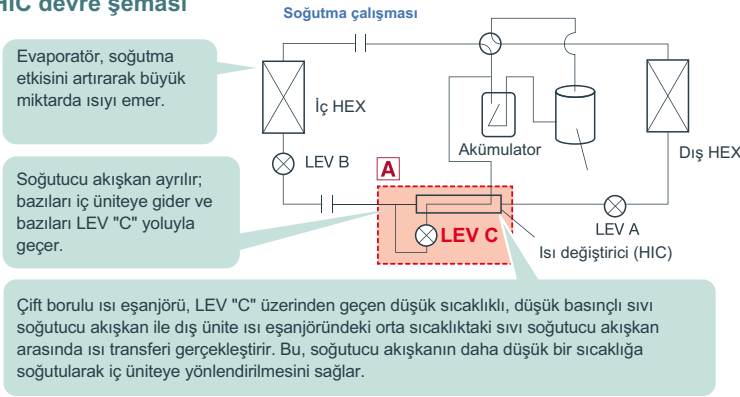 HIC devre şeması
Soğutma çalışması
Evaporatör, soğutma
etkisini artırarak büyük
miktarda ısıyı emer.
İç HEX
Akümulator
Dış HEX
LEV B
A
Soğutucu akışkan ayrılır;
bazıları iç üniteye gider ve
bazıları LEV "C" yoluyla
geçer.
LEV C
LEV A
Isı değiştirici (HIC)
Çift borulu ısı eşanjörü, LEV "C" üzerinden geçen düşük sıcaklıklı, düşük basınçlı sıvı
soğutucu akışkan ile dış ünite ısı eşanjöründeki orta sıcaklıktaki sıvı soğutucu akışkan
arasında ısı transferi gerçekleştirir. Bu, soğutucu akışkanın daha düşük bir sıcaklığa
soğutularak iç üniteye yönlendirilmesini sağlar.